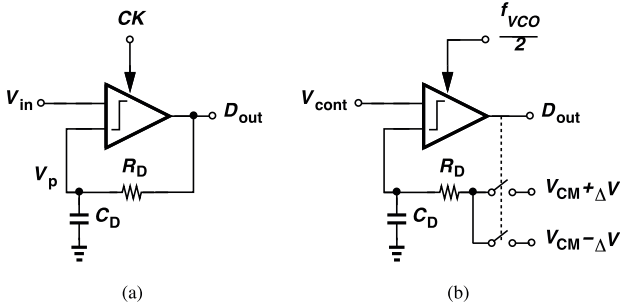 CK
V_in
D_out
V_p
R_D
C_D
(a)
f_VCO
2
V_cont
D_out
R_D
C_D
V_CM + ΔV
V_CM − ΔV
(b)